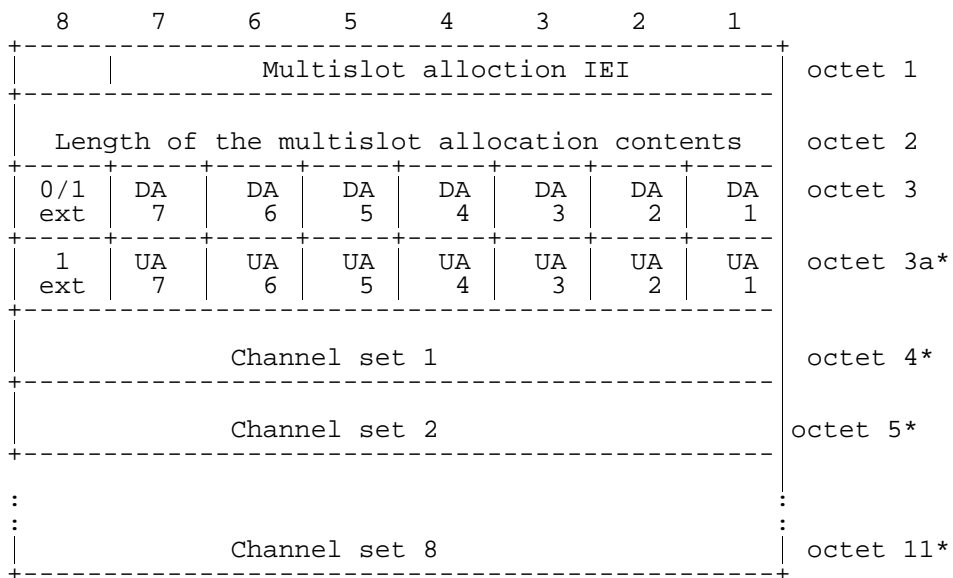 8 7 6 5 4 3 2 1
Multislot alloction IEI octet 1
Length of the multislot allocation contents octet 2
0/1 DA DA DA DA DA DA DA octet 3
ext 7 6 5 4 3 2 1
1 UA UA UA UA UA UA UA octet 3a*
ext 7 6 5 4 3 2 1
Channel set 1 octet 4*
Channel set 2 octet 5*
: :
: :
Channel set 8 octet 11*